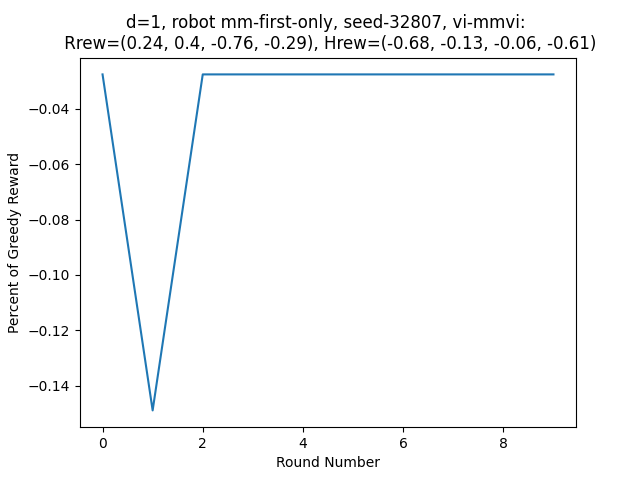 d=1, robot mm-first-only, seed-32807, vi-mmvi:
Rrew=(0.24, 0.4, -0.76, -0.29), Hrew=(-0.68, -0.13, -0.06, -0.61)
Percent of Greedy Reward
−0.04
−0.06
−0.08
−0.10
−0.12
−0.14
0 2 4 6 8
Round Number